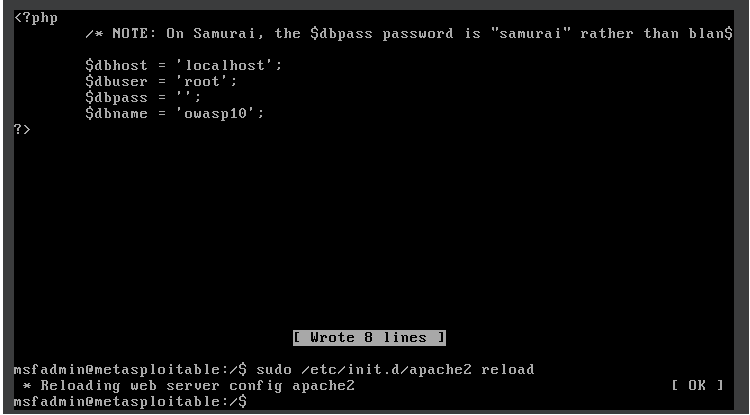 <?php
/* NOTE: On Samurai, the $dbpass password is "samurai" rather than blan$
$dbhost = 'localhost';
$dbuser = 'root';
$dbpass = '';
$dbname = 'owasp10';
?>
[ Wrote 8 lines ]
msfadmin@metasploitable:/$ sudo /etc/init.d/apache2 reload
* Reloading web server config apache2 [ OK ]
msfadmin@metasploitable:/$